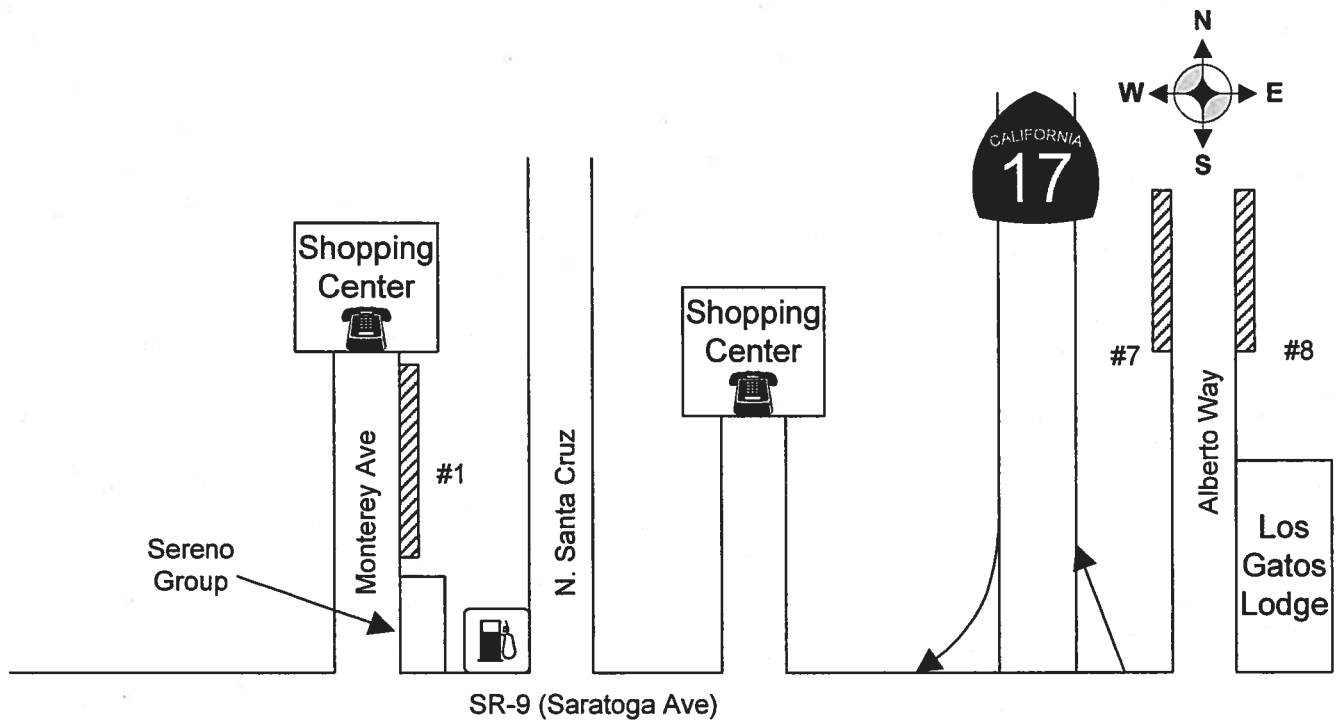 N
W
E
S
CALIFORNIA
17
Shopping
Center
Shopping
Center
#7
#8
Monterey Ave
#1
N. Santa Cruz
Alberto Way
Sereno
Group
Los
Gatos
Lodge
SR-9 (Saratoga Ave)